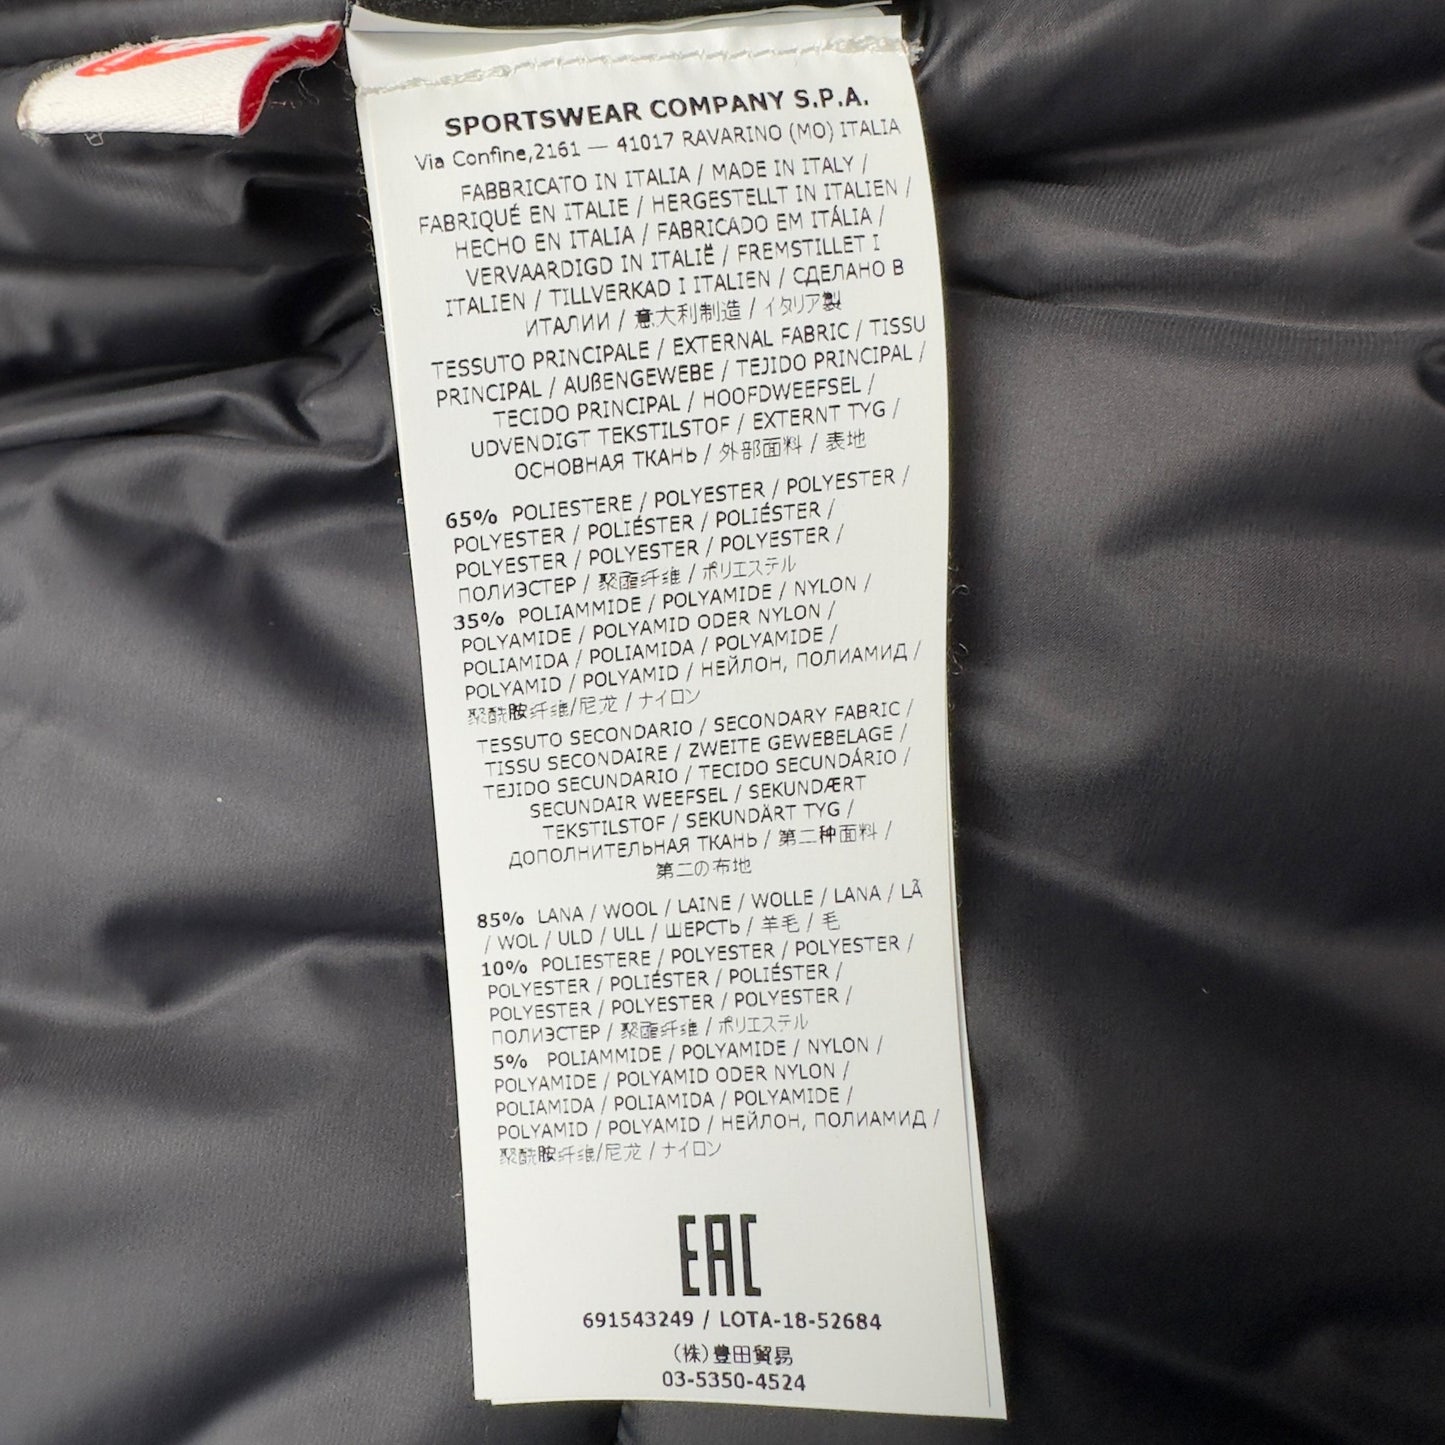 SPORTSWEAR COMPANY S.P.A.
Via Confine,2161 — 41017 RAVARINO (MO) ITALIA
FABBRICATO IN ITALIA / MADE IN ITALY /
FABRIQUÉ EN ITALIE / HERGESTELLT IN ITALIEN /
HECHO EN ITALIA / FABRICADO EM ITÁLIA /
VERVAARDIGD IN ITALIË / FREMSTILLET I
ITALIEN / TILLVERKAD I ITALIEN / СДЕЛАНО В
ИТАЛИИ / 意大利制造 / イタリア製
TESSUTO PRINCIPALE / EXTERNAL FABRIC / TISSU
PRINCIPAL / AUßENGEWEBE / TEJIDO PRINCIPAL /
TECIDO PRINCIPAL / HOOFDWEEFSEL /
UDVENDIGT TEKSTILSTOF / EXTERNT TYG /
ОСНОВНАЯ ТКАНЬ / 外部面料 / 表地
65% POLIESTERE / POLYESTER / POLYESTER /
POLYESTER / POLIÉSTER / POLIÉSTER /
POLYESTER / POLYESTER / POLYESTER /
ПОЛИЭСТЕР / 聚酯纤维 / ポリエステル
35% POLIAMMIDE / POLYAMIDE / NYLON /
POLYAMIDE / POLYAMID ODER NYLON /
POLIAMIDA / POLIAMIDA / POLYAMIDE /
POLYAMID / POLYAMID / НЕЙЛОН, ПОЛИАМИД /
聚酰胺纤维/尼龙 / ナイロン
TESSUTO SECONDARIO / SECONDARY FABRIC /
TISSU SECONDAIRE / ZWEITE GEWEBELAGE /
TEJIDO SECUNDARIO / TECIDO SECUNDÁRIO /
SECUNDAIR WEEFSEL / SEKUNDÆRT
TEKSTILSTOF / SEKUNDÄRT TYG /
ДОПОЛНИТЕЛЬНАЯ ТКАНЬ / 第二种面料 /
第二の布地
85% LANA / WOOL / LAINE / WOLLE / LANA / LÃ
/ WOL / ULD / ULL / ШЕРСТЬ / 羊毛 / 毛
10% POLIESTERE / POLYESTER / POLYESTER /
POLYESTER / POLIÉSTER / POLIÉSTER /
POLYESTER / POLYESTER / POLYESTER /
ПОЛИЭСТЕР / 聚酯纤维 / ポリエステル
5% POLIAMMIDE / POLYAMIDE / NYLON /
POLYAMIDE / POLYAMID ODER NYLON /
POLIAMIDA / POLIAMIDA / POLYAMIDE /
POLYAMID / POLYAMID / НЕЙЛОН, ПОЛИАМИД /
聚酰胺纤维/尼龙 / ナイロン
EAC
691543249 / LOTA-18-52684
(株)豊田貿易
03-5350-4524